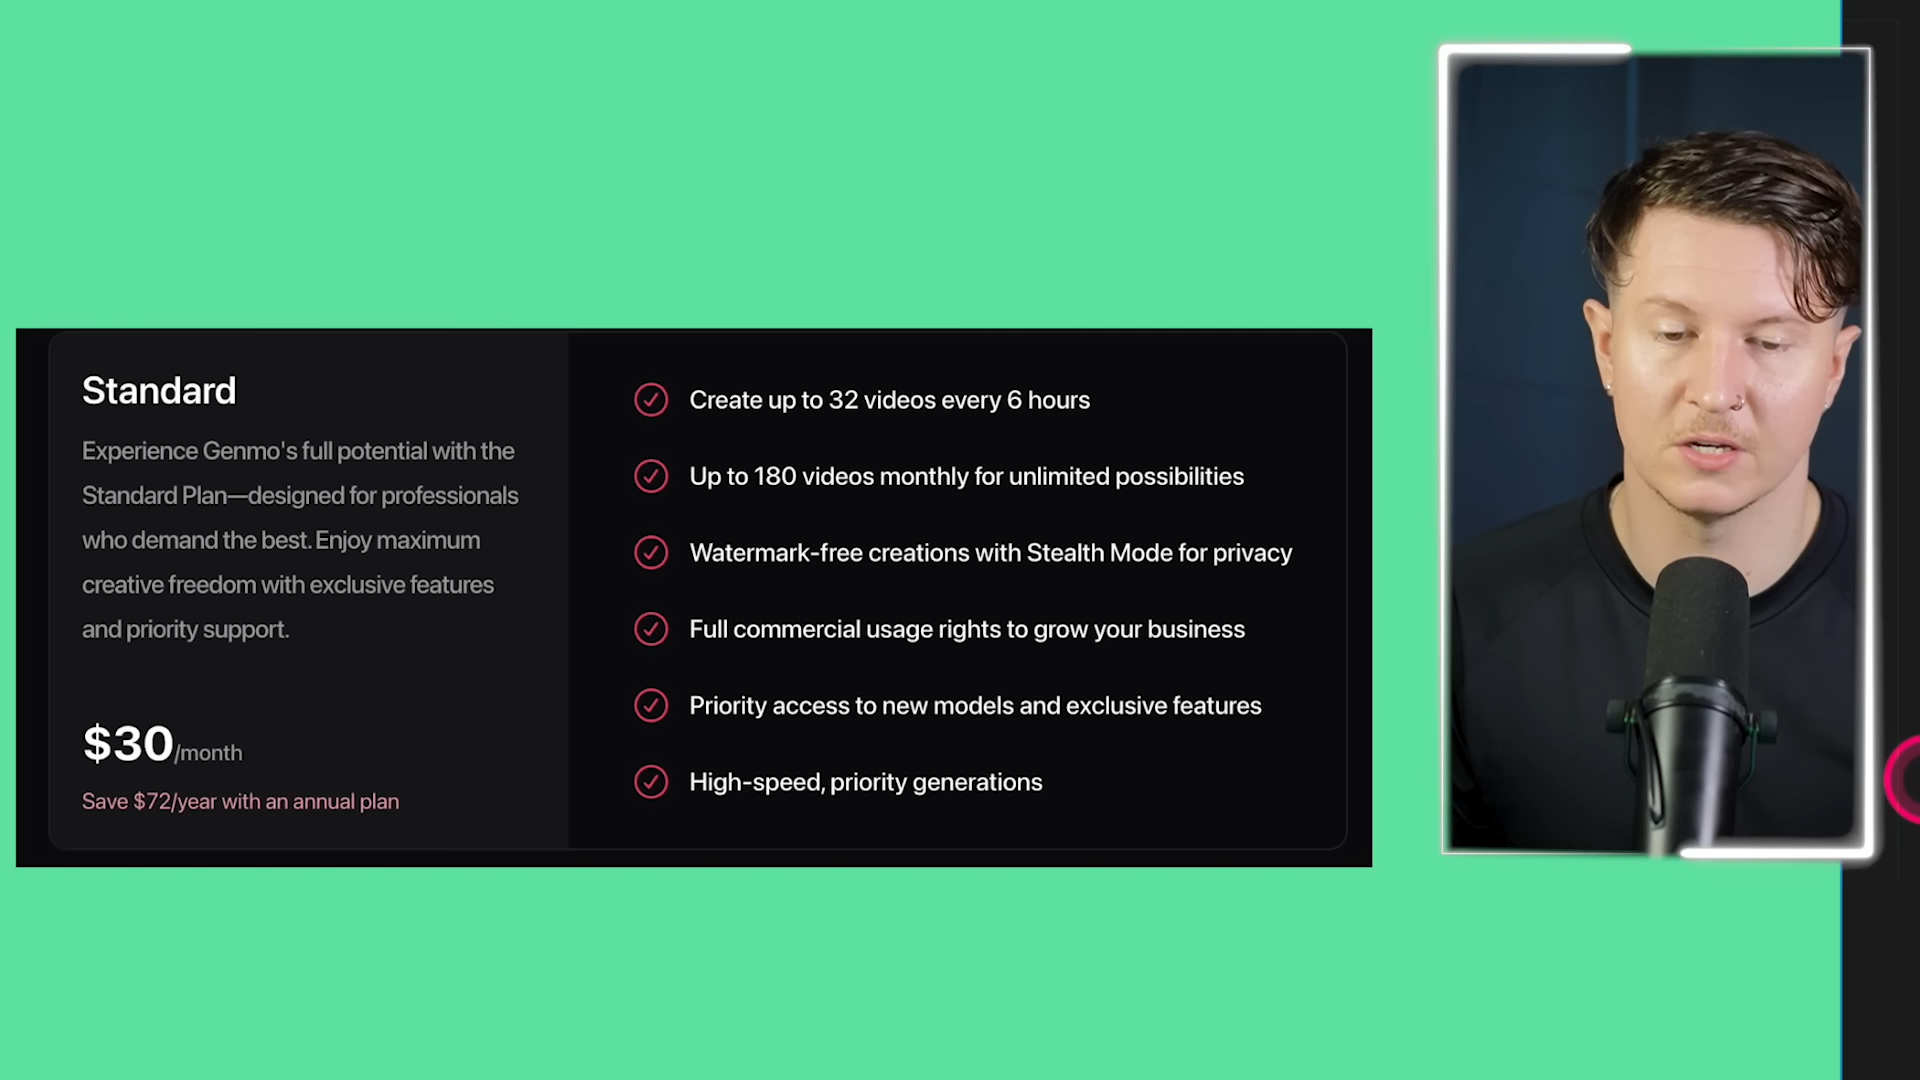 Standard
Experience Genmo's full potential with the
Standard Plan—designed for professionals
who demand the best. Enjoy maximum
creative freedom with exclusive features
and priority support.
$30/month
Save $72/year with an annual plan
Create up to 32 videos every 6 hours
Up to 180 videos monthly for unlimited possibilities
Watermark-free creations with Stealth Mode for privacy
Full commercial usage rights to grow your business
Priority access to new models and exclusive features
High-speed, priority generations